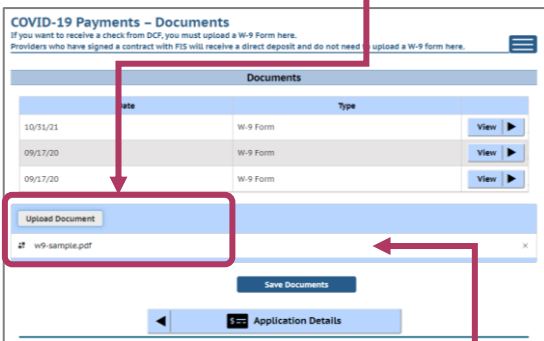 COVID-19 Payments – Documents
If you want to receive a check from DCF, you must upload a W-9 Form here.
Providers who have signed a contract with FIS will receive a direct deposit and do not need to upload a W-9 form here.
Documents
Date Type
10/31/21 W-9 Form View
09/17/20 W-9 Form View
09/17/20 W-9 Form View
Upload Document
w9-sample.pdf ×
Save Documents
Application Details